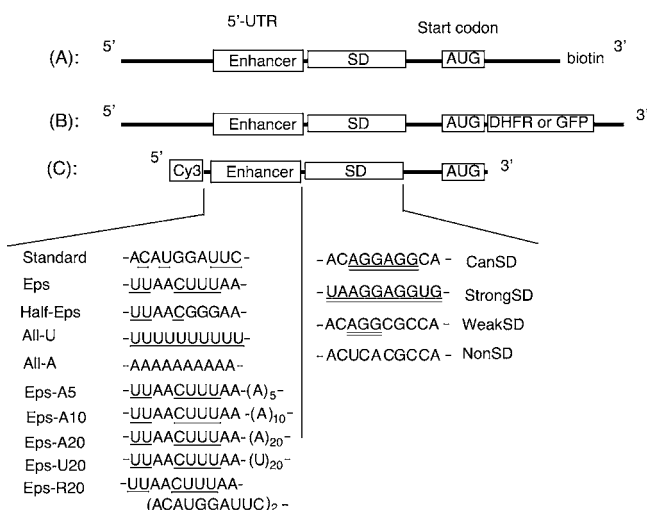 5'-UTR
Start codon
(A): 5' Enhancer SD AUG biotin 3'
(B): 5' Enhancer SD AUG DHFR or GFP 3'
(C): 5' Cy3 Enhancer SD AUG 3'
Standard -ACAUGGAUUC-
Eps -UUAACUUUAA-
Half-Eps -UUAACGGGAA-
All-U -UUUUUUUUUU-
All-A -AAAAAAAAAA-
Eps-A5 -UUAACUUUAA-(A)5-
Eps-A10 -UUAACUUUAA-(A)10-
Eps-A20 -UUAACUUUAA-(A)20-
Eps-U20 -UUAACUUUAA-(U)20-
Eps-R20 -UUAACUUUAA-
(ACAUGGAUUC)2-
-ACAGGAGGCA- CanSD
-UAAGGAGGUG- StrongSD
-ACAGGCGCCA- WeakSD
-ACUCACGCCA- NonSD